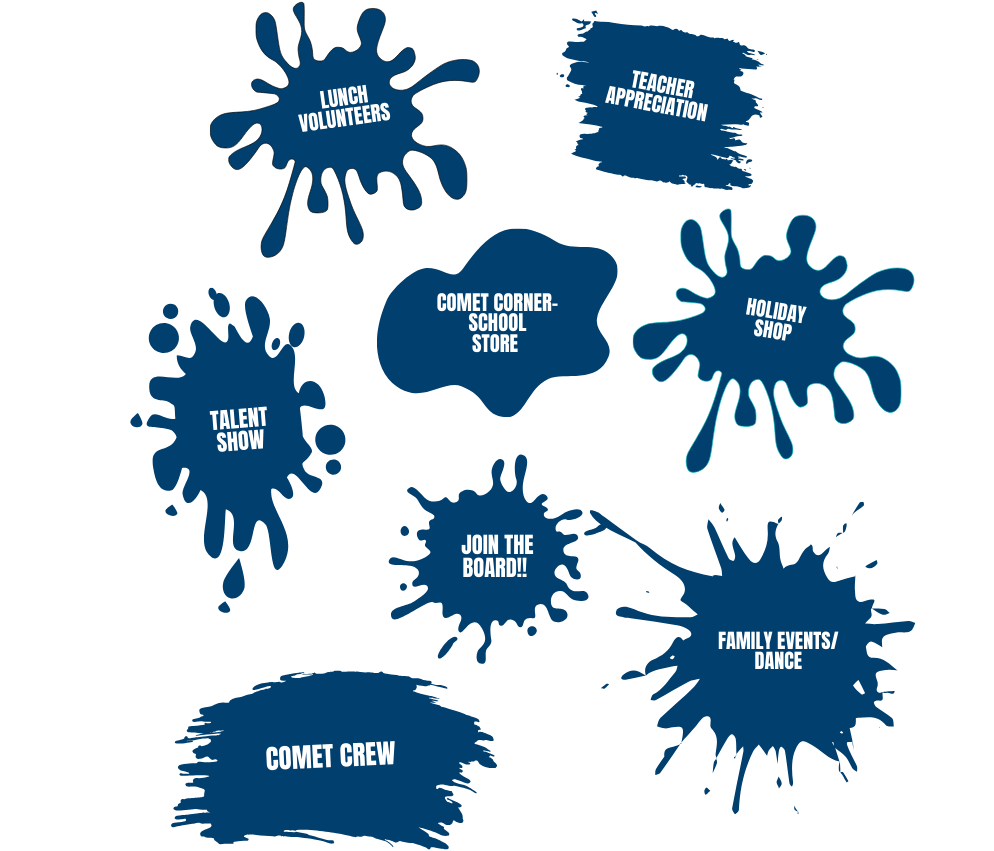 LUNCH
VOLUNTEERS
TEACHER
APPRECIATION
COMET CORNER-
SCHOOL
STORE
HOLIDAY
SHOP
TALENT
SHOW
JOIN THE
BOARD!!
FAMILY EVENTS/
DANCE
COMET CREW